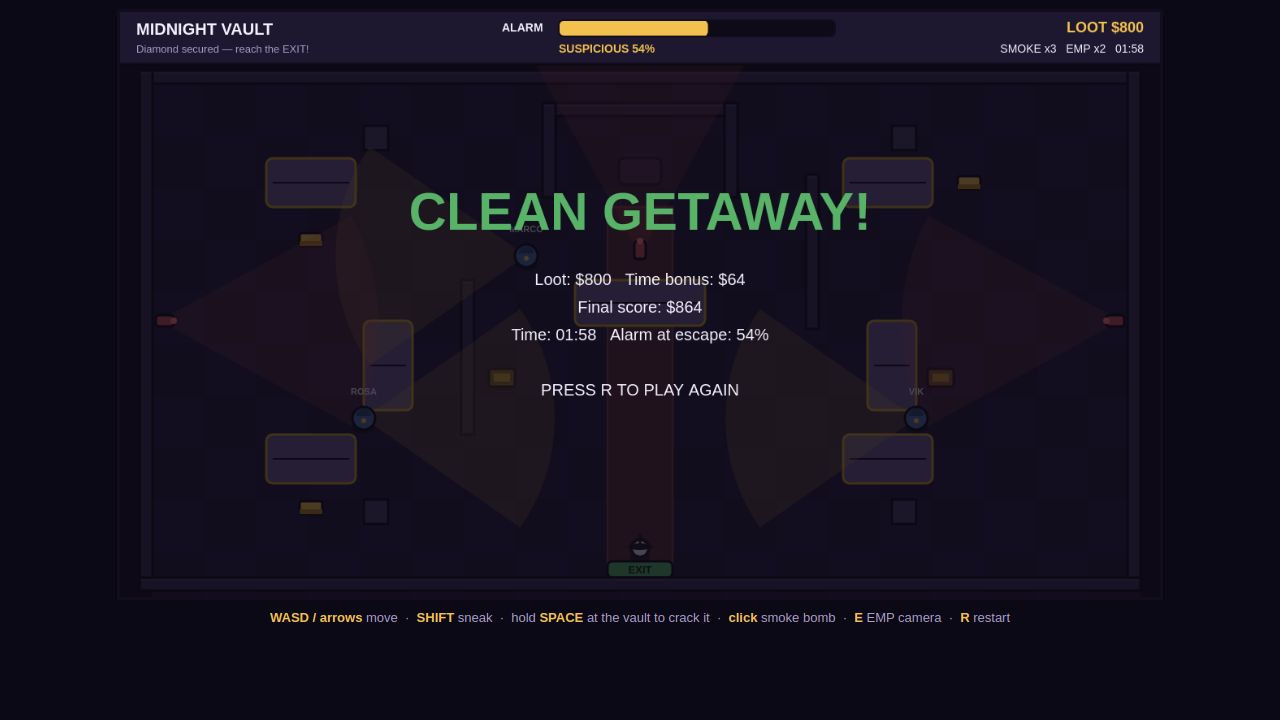 MIDNIGHT VAULT
Diamond secured — reach the EXIT!
ALARM
SUSPICIOUS 54%
LOOT $800
SMOKE x3 EMP x2 01:58
CLEAN GETAWAY!
MARCO
Loot: $800 Time bonus: $64
Final score: $864
Time: 01:58 Alarm at escape: 54%
PRESS R TO PLAY AGAIN
ROSA
VIK
EXIT
WASD / arrows move · SHIFT sneak · hold SPACE at the vault to crack it · click smoke bomb · E EMP camera · R restart